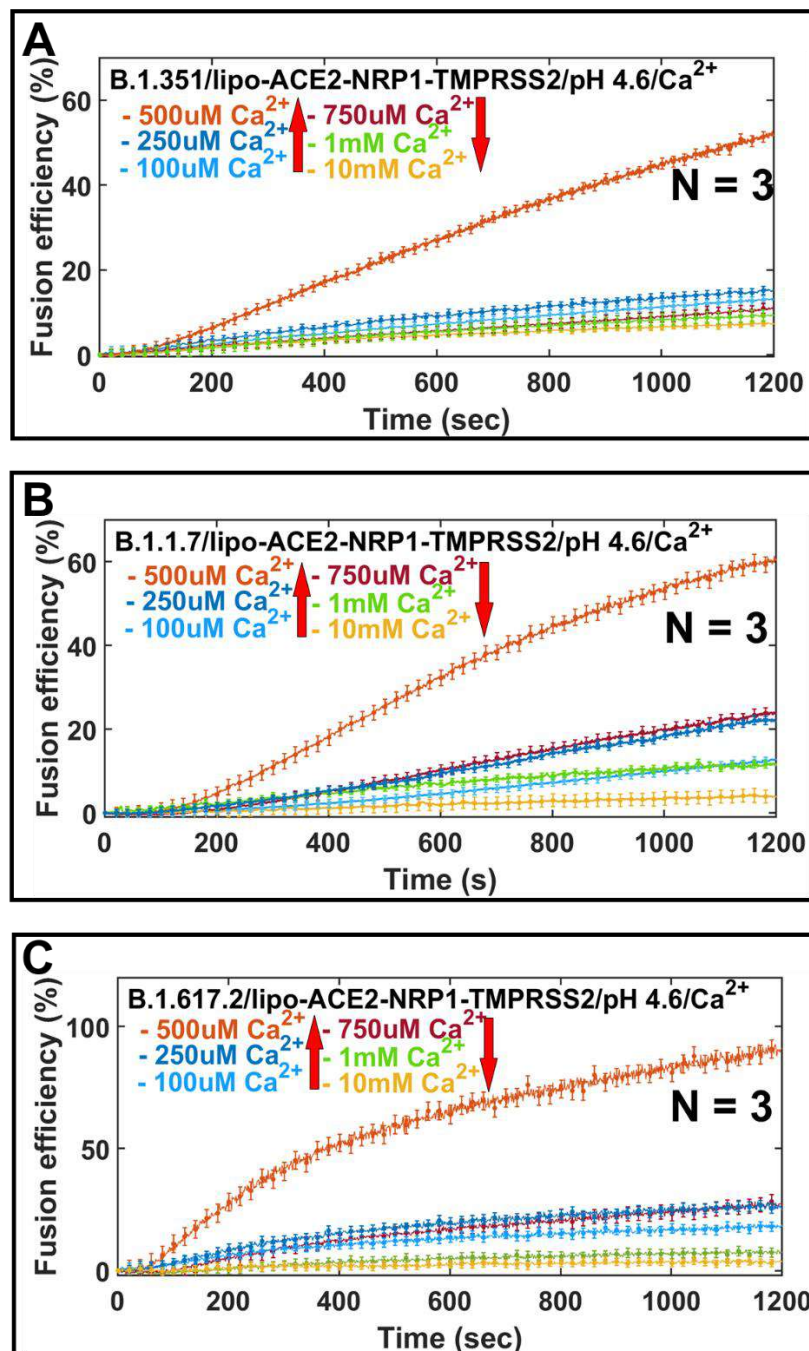 A
B.1.351/lipo-ACE2-NRP1-TMPRSS2/pH 4.6/Ca2+
- 500uM Ca2+ - 750uM Ca2+
- 250uM Ca2+ - 1mM Ca2+
- 100uM Ca2+ - 10mM Ca2+
N = 3
Fusion efficiency (%)
60
40
20
0
0 200 400 600 800 1000 1200
Time (sec)
B
B.1.1.7/lipo-ACE2-NRP1-TMPRSS2/pH 4.6/Ca2+
- 500uM Ca2+ - 750uM Ca2+
- 250uM Ca2+ - 1mM Ca2+
- 100uM Ca2+ - 10mM Ca2+
N = 3
Fusion efficiency (%)
60
40
20
0
0 200 400 600 800 1000 1200
Time (s)
C
B.1.617.2/lipo-ACE2-NRP1-TMPRSS2/pH 4.6/Ca2+
- 500uM Ca2+ - 750uM Ca2+
- 250uM Ca2+ - 1mM Ca2+
- 100uM Ca2+ - 10mM Ca2+
N = 3
Fusion efficiency (%)
100
50
0
0 200 400 600 800 1000 1200
Time (sec)